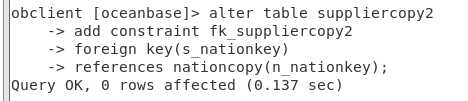 obclient [oceanbase]> alter table suppliercopy2
-> add constraint fk_suppliercopy2
-> foreign key(s_nationkey)
-> references nationcopy(n_nationkey);
Query OK, 0 rows affected (0.137 sec)